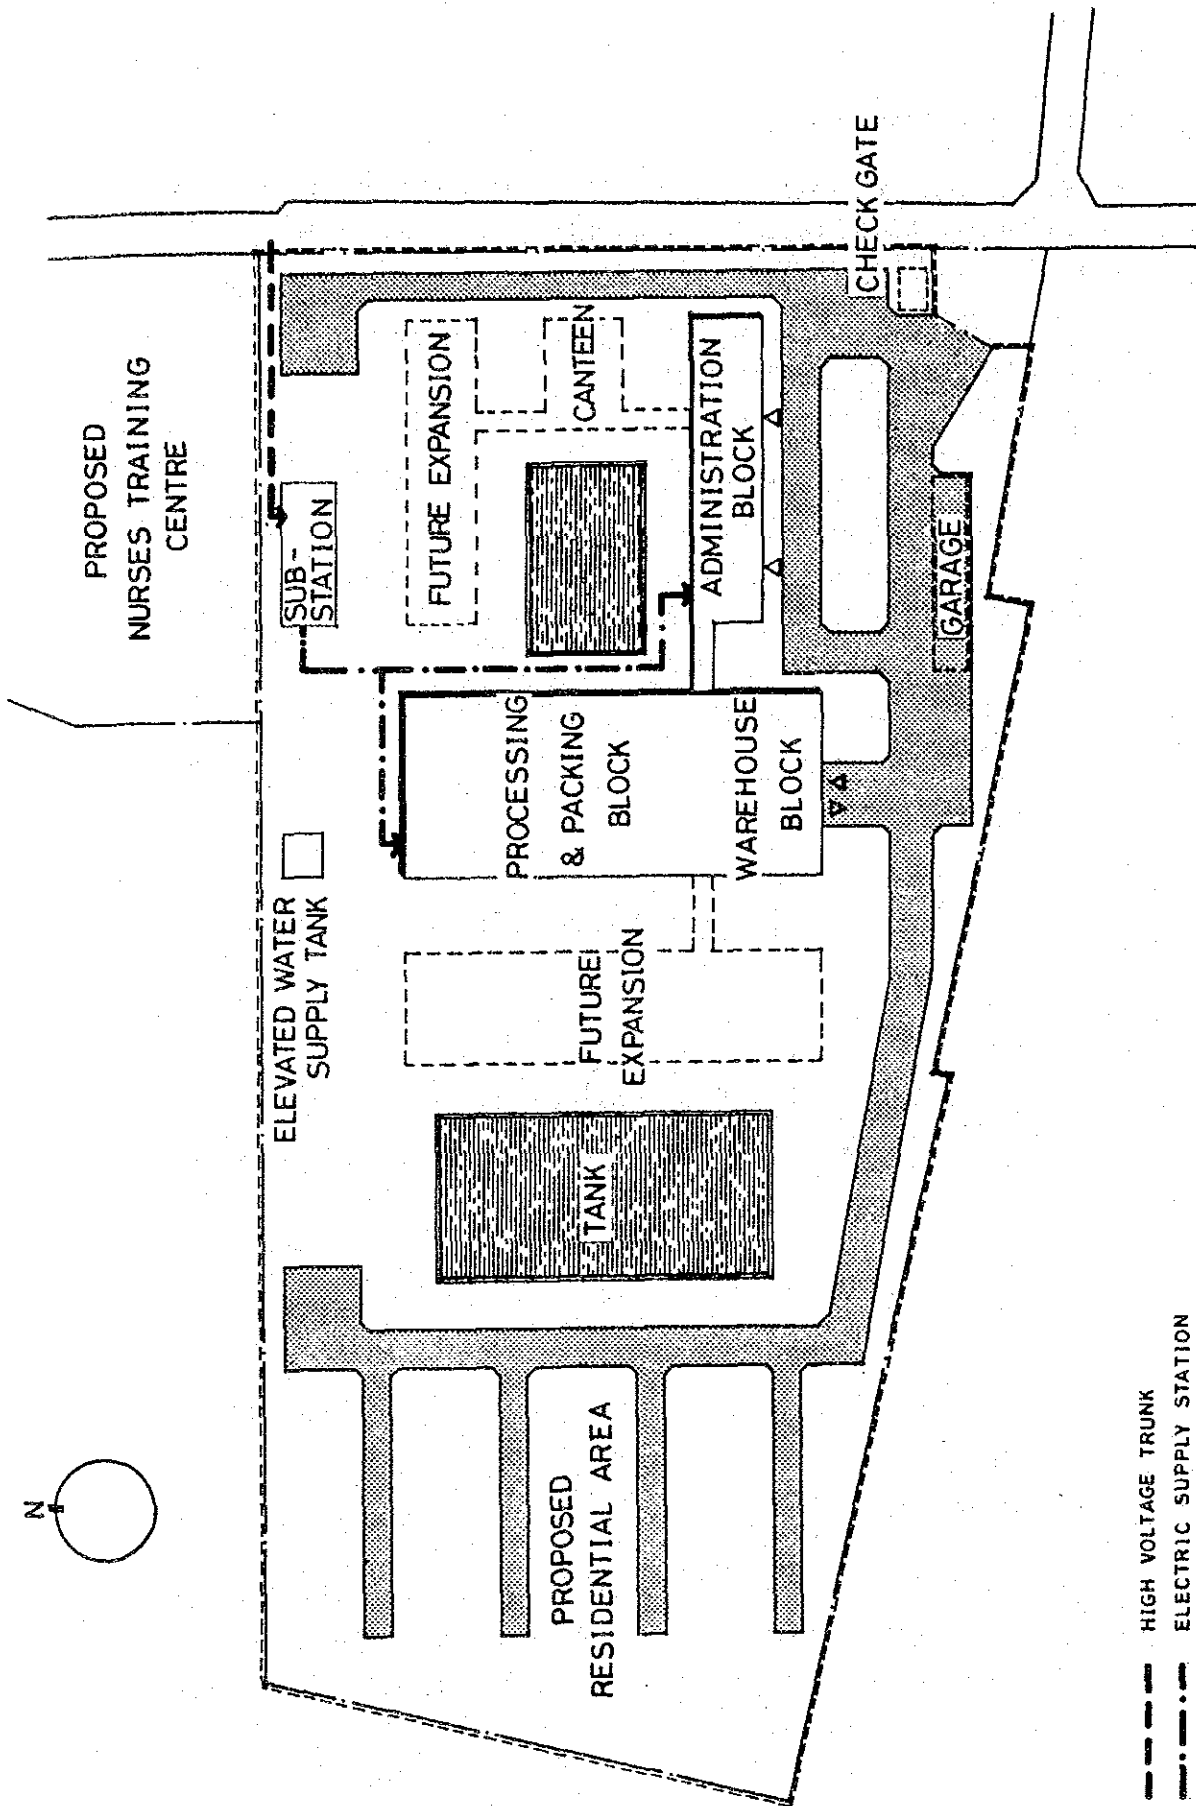 N
PROPOSED
NURSES TRAINING
CENTRE
ELEVATED WATER
SUPPLY TANK
SUB-
STATION
FUTURE EXPANSION
CANTEEN
CHECK GATE
PROCESSING
& PACKING
BLOCK
WAREHOUSE
BLOCK
ADMINISTRATION
BLOCK
GARAGE
FUTURE
EXPANSION
TANK
PROPOSED
RESIDENTIAL AREA
HIGH VOLTAGE TRUNK
ELECTRIC SUPPLY STATION